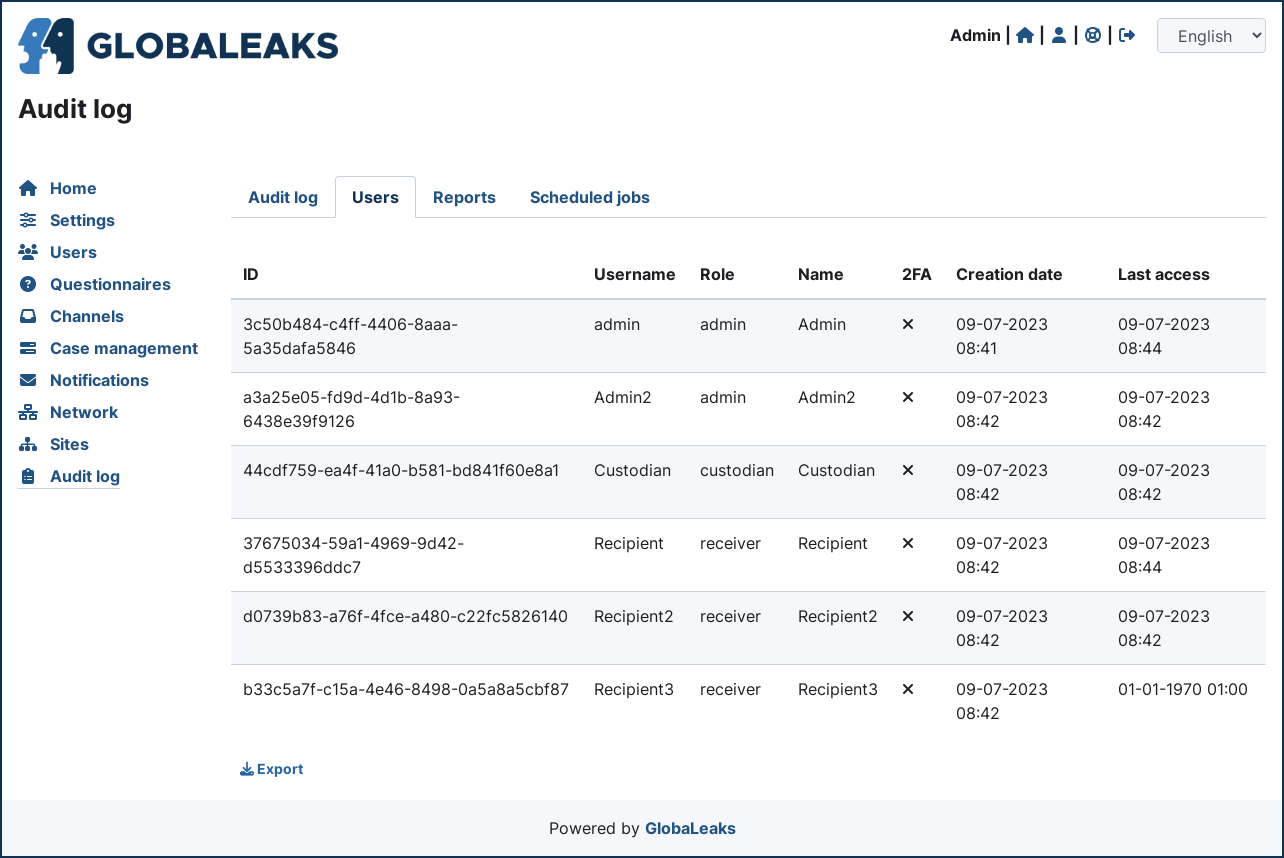 GLOBALEAKS
Admin | | | |
English
Audit log
Home
Settings
Users
Questionnaires
Channels
Case management
Notifications
Network
Sites
Audit log
Audit log Users Reports Scheduled jobs
ID Username Role Name 2FA Creation date Last access
3c50b484-c4ff-4406-8aaa- admin admin Admin 09-07-2023 09-07-2023
5a35dafa5846 08:41 08:44
a3a25e05-fd9d-4d1b-8a93- Admin2 admin Admin2 09-07-2023 09-07-2023
6438e39f9126 08:42 08:42
44cdf759-ea4f-41a0-b581-bd841f60e8a1 Custodian custodian Custodian 09-07-2023 09-07-2023
08:42 08:42
37675034-59a1-4969-9d42- Recipient receiver Recipient 09-07-2023 09-07-2023
d5533396ddc7 08:42 08:44
d0739b83-a76f-4fce-a480-c22fc5826140 Recipient2 receiver Recipient2 09-07-2023 09-07-2023
08:42 08:42
b33c5a7f-c15a-4e46-8498-0a5a8a5cbf87 Recipient3 receiver Recipient3 09-07-2023 01-01-1970 01:00
08:42
Export
Powered by GlobaLeaks